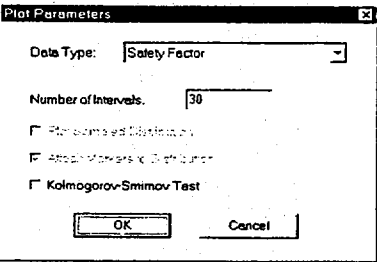 Plot Parameters
Data Type: Safety Factor
Number of Intervals. 30
Kolmogorov-Smirnov Test
OK Cancel